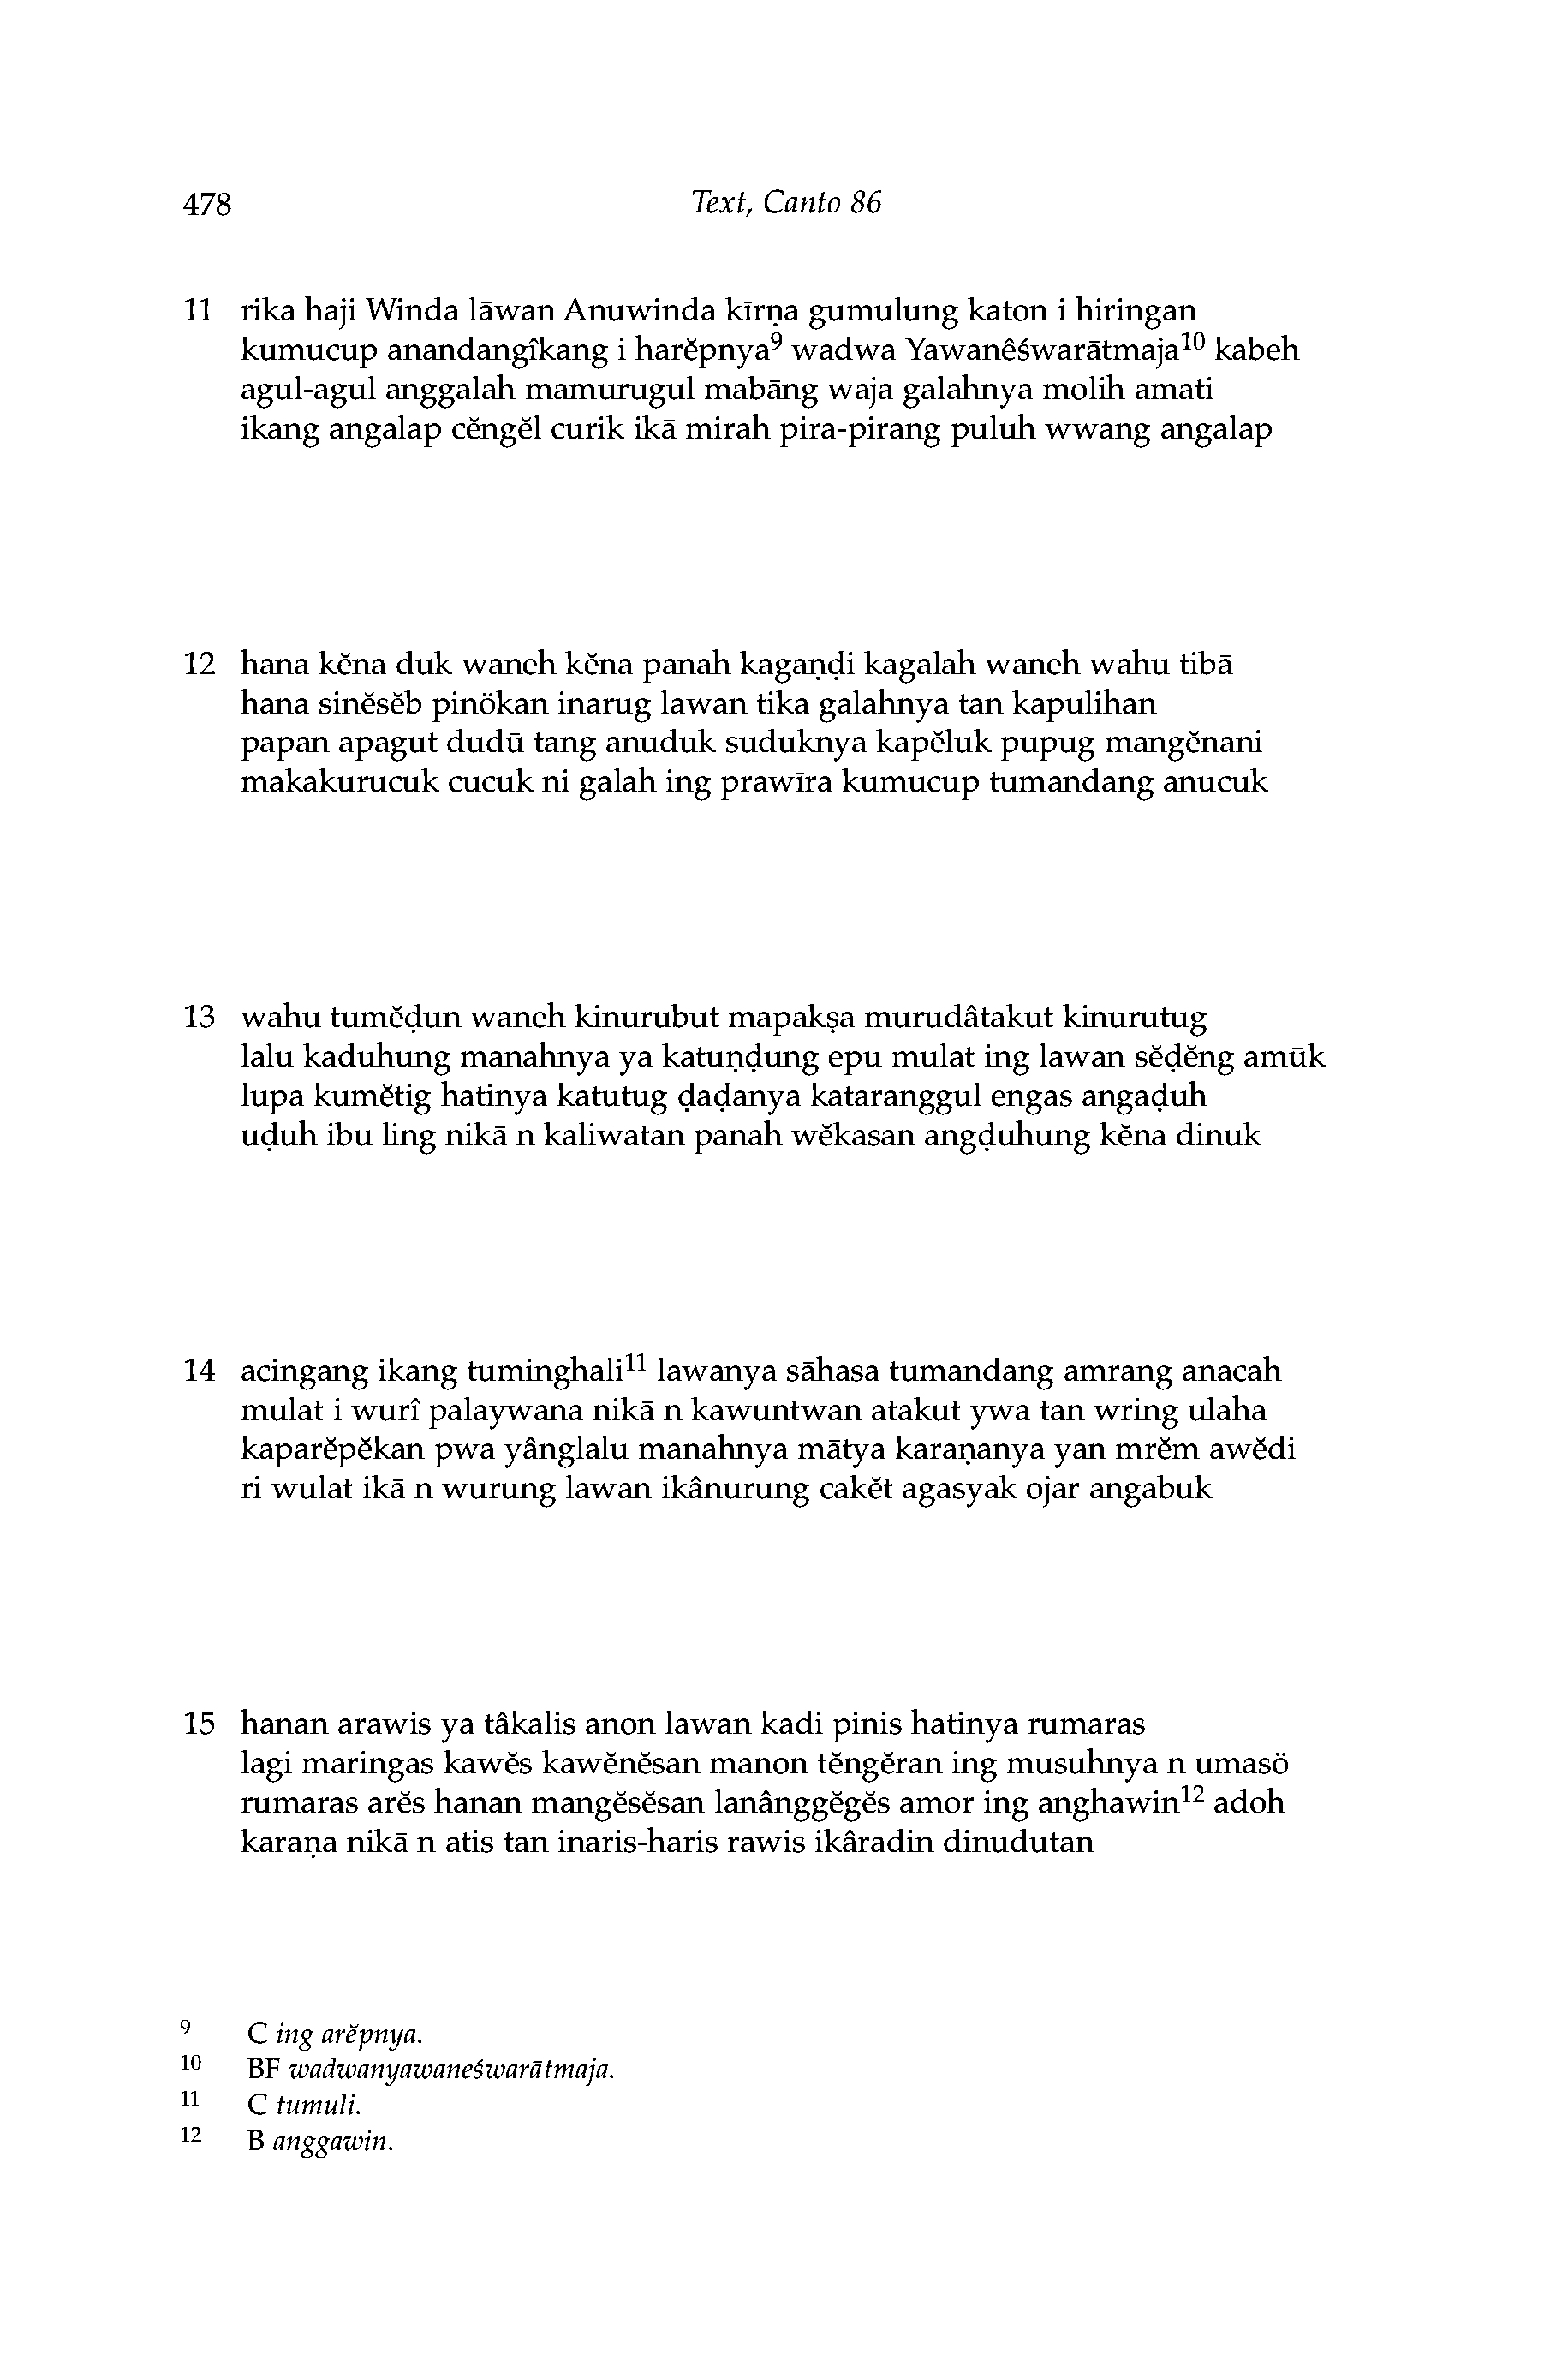 478 Text, Canto 86
11 rika haji Winda lāwan Anuwinda kīrṇa gumulung katon i hiringan
kumucup anandangîkang i harĕpnya⁹ wadwa Yawanêśwarātmaja¹⁰ kabeh
agul-agul anggalah mamurugul mabāng waja galahnya molih amati
ikang angalap cĕngĕl curik ikā mirah pira-pirang puluh wwang angalap
12 hana kĕna duk waneh kĕna panah kagaṇḍi kagalah waneh wahu tibā
hana sinĕsĕb pinökan inarug lawan tika galahnya tan kapulihan
papan apagut dudū tang anuduk suduknya kapĕluk pupug mangĕnani
makakurucuk cucuk ni galah ing prawīra kumucup tumandang anucuk
13 wahu tumĕḍun waneh kinurubut mapakṣa murudâtakut kinurutug
lalu kaduhung manahnya ya katuṇḍung epu mulat ing lawan sĕḍĕng amūk
lupa kumĕtig hatinya katutug ḍaḍanya kataranggul engas angaḍuh
uḍuh ibu ling nikā n kaliwatan panah wĕkasan angḍuhung kĕna dinuk
14 acingang ikang tuminghali¹¹ lawanya sāhasa tumandang amrang anacah
mulat i wurî palaywana nikā n kawuntwan atakut ywa tan wring ulaha
kaparĕpĕkan pwa yânglalu manahnya mātya karaṇanya yan mrĕm awĕdi
ri wulat ikā n wurung lawan ikânurung cakĕt agasyak ojar angabuk
15 hanan arawis ya tâkalis anon lawan kadi pinis hatinya rumaras
lagi maringas kawĕs kawĕnĕsan manon tĕngĕran ing musuhnya n umasö
rumaras arĕs hanan mangĕsĕsan lanânggĕgĕs amor ing anghawin¹² adoh
karaṇa nikā n atis tan inaris-haris rawis ikâradin dinudutan
⁹ C ing arĕpnya.
¹⁰ BF wadwanyawaneśwarātmaja.
¹¹ C tumuli.
¹² B anggawin.